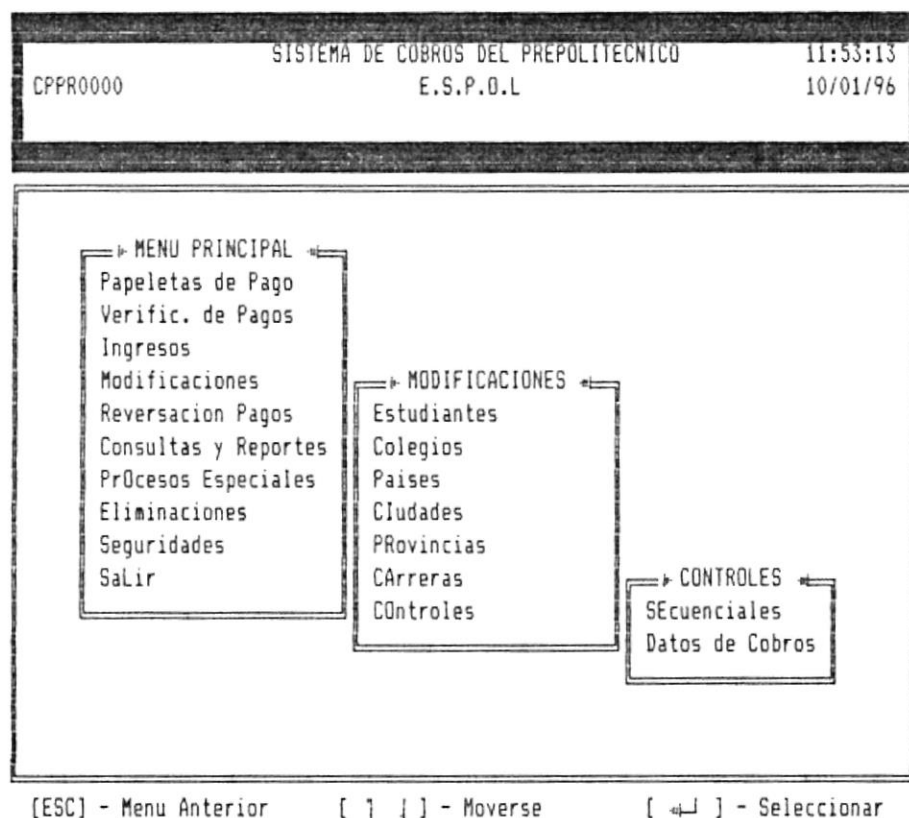 SISTEMA DE COBROS DEL PREPOLITECNICO 11:53:13
CPPR0000 E.S.P.O.L 10/01/96
MENU PRINCIPAL
Papeletas de Pago
Verific. de Pagos
Ingresos
Modificaciones
Reversacion Pagos
Consultas y Reportes
PrOcesos Especiales
Eliminaciones
Seguridades
SaLir
MODIFICACIONES
Estudiantes
Colegios
Paises
CIudades
PRovincias
CArreras
COntroles
CONTROLES
SEcuenciales
Datos de Cobros
[ESC] - Menu Anterior [ ↑ ↓ ] - Moverse [ ↵ ] - Seleccionar